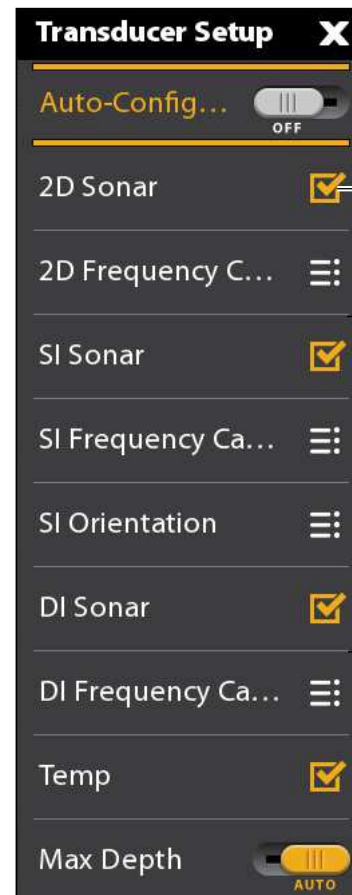 Transducer Setup X
Auto-Config...
OFF
2D Sonar
2D Frequency C...
SI Sonar
SI Frequency Ca...
SI Orientation
DI Sonar
DI Frequency Ca...
Temp
Max Depth
AUTO